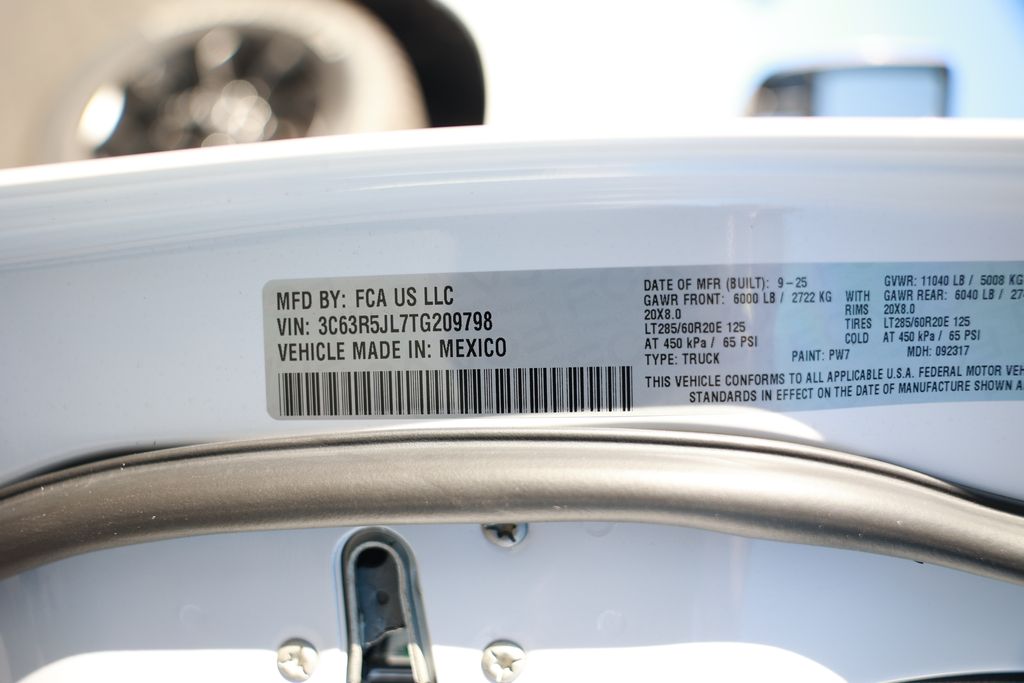 MFD BY: FCA US LLC
VIN: 3C63R5JL7TG209798
VEHICLE MADE IN: MEXICO
DATE OF MFR (BUILT): 9-25 GVWR: 11040 LB / 5008 KG
GAWR FRONT: 6000 LB / 2722 KG WITH GAWR REAR: 6040 LB /
20X8.0 RIMS 20X8.0
LT285/60R20E 125 TIRES LT285/60R20E 125
AT 450 kPa / 65 PSI COLD AT 450 kPa / 65 PSI
TYPE: TRUCK PAINT: PW7 MDH: 092317
THIS VEHICLE CONFORMS TO ALL APPLICABLE U.S.A. FEDERAL MOTOR
STANDARDS IN EFFECT ON THE DATE OF MANUFACTURE SHOWN